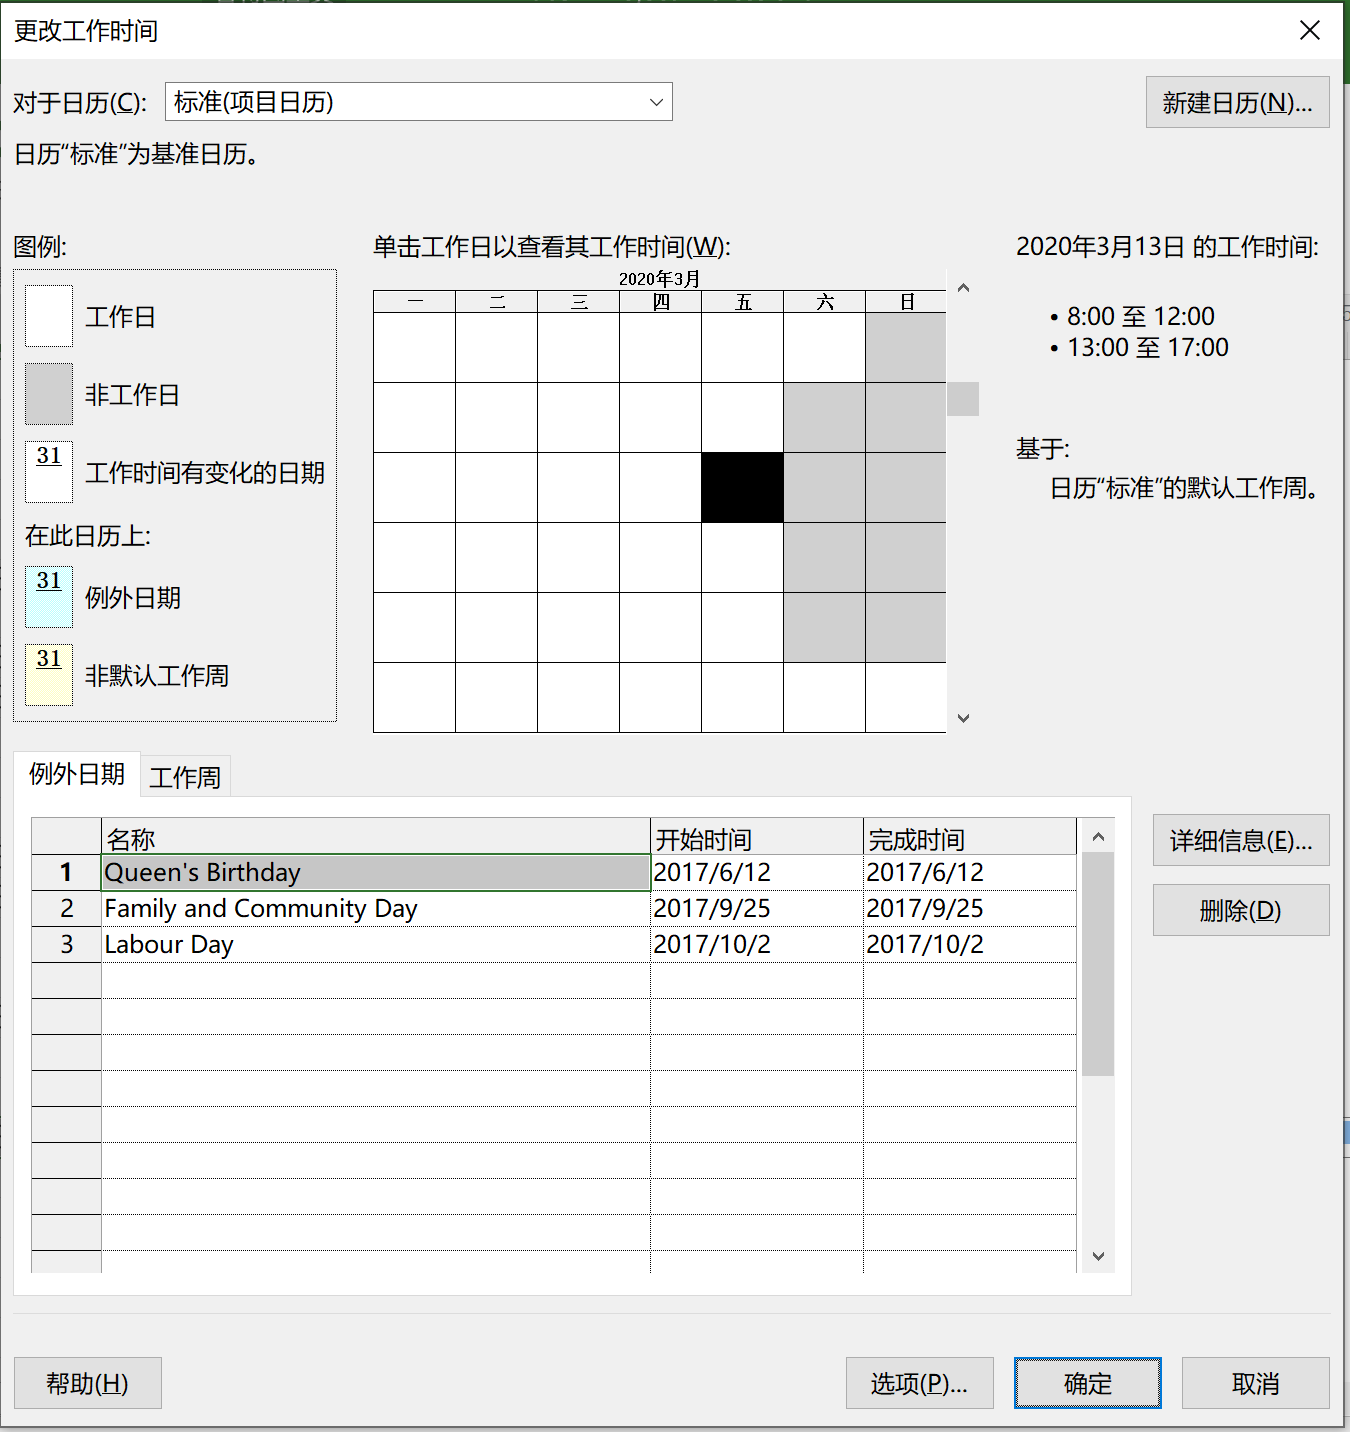 更改工作时间
对于日历(C):
标准(项目日历)
新建日历(N)...
日历“标准”为基准日历。
图例:
工作日
非工作日
31
工作时间有变化的日期
在此日历上:
31
例外日期
31
非默认工作周
单击工作日以查看其工作时间(W):
2020年3月
一 二 三 四 五 六 日
2020年3月13日 的工作时间:
• 8:00 至 12:00
• 13:00 至 17:00
基于:
日历“标准”的默认工作周。
例外日期 工作周
名称 开始时间 完成时间
1 Queen's Birthday 2017/6/12 2017/6/12
2 Family and Community Day 2017/9/25 2017/9/25
3 Labour Day 2017/10/2 2017/10/2
详细信息(E)...
删除(D)
帮助(H)
选项(P)...
确定
取消